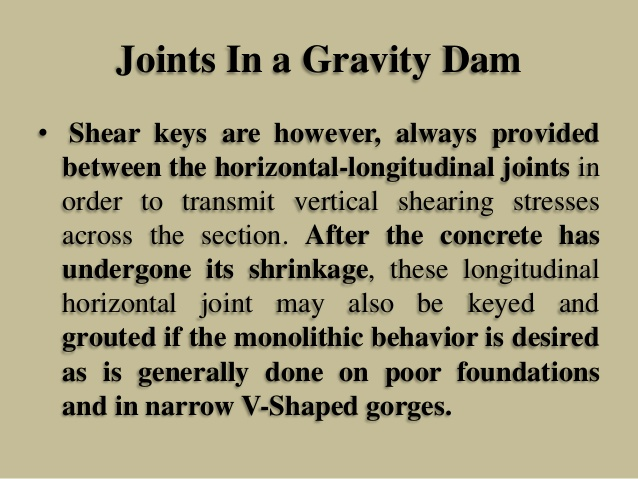 Joints In a Gravity Dam
• Shear keys are however, always provided
between the horizontal-longitudinal joints in
order to transmit vertical shearing stresses
across the section. After the concrete has
undergone its shrinkage, these longitudinal
horizontal joint may also be keyed and
grouted if the monolithic behavior is desired
as is generally done on poor foundations
and in narrow V-Shaped gorges.